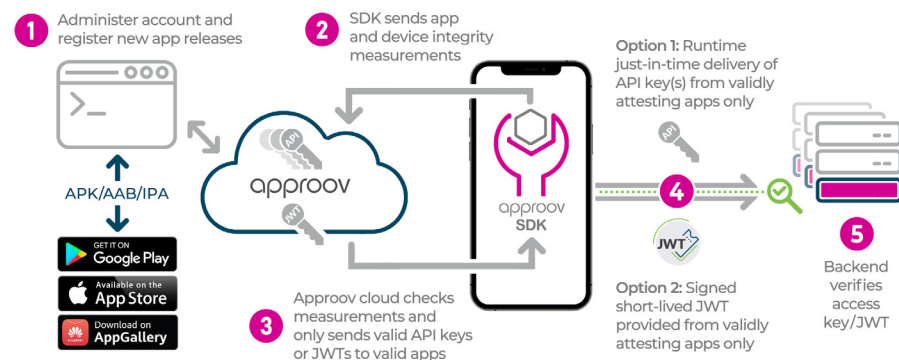 1
Administer account and
register new app releases
>_
APK/AAB/IPA
GET IT ON
Google Play
Available on the
App Store
HUAWEI
Download on
AppGallery
2
SDK sends app
and device integrity
measurements
API
approov
JWT
3
Approov cloud checks
measurements and
only sends valid API keys
or JWTs to valid apps
approov
SDK
Option 1: Runtime
just-in-time delivery of
API key(s) from validly
attesting apps only
API
4
JWT
Option 2: Signed
short-lived JWT
provided from validly
attesting apps only
5
Backend
verifies
access
key/JWT